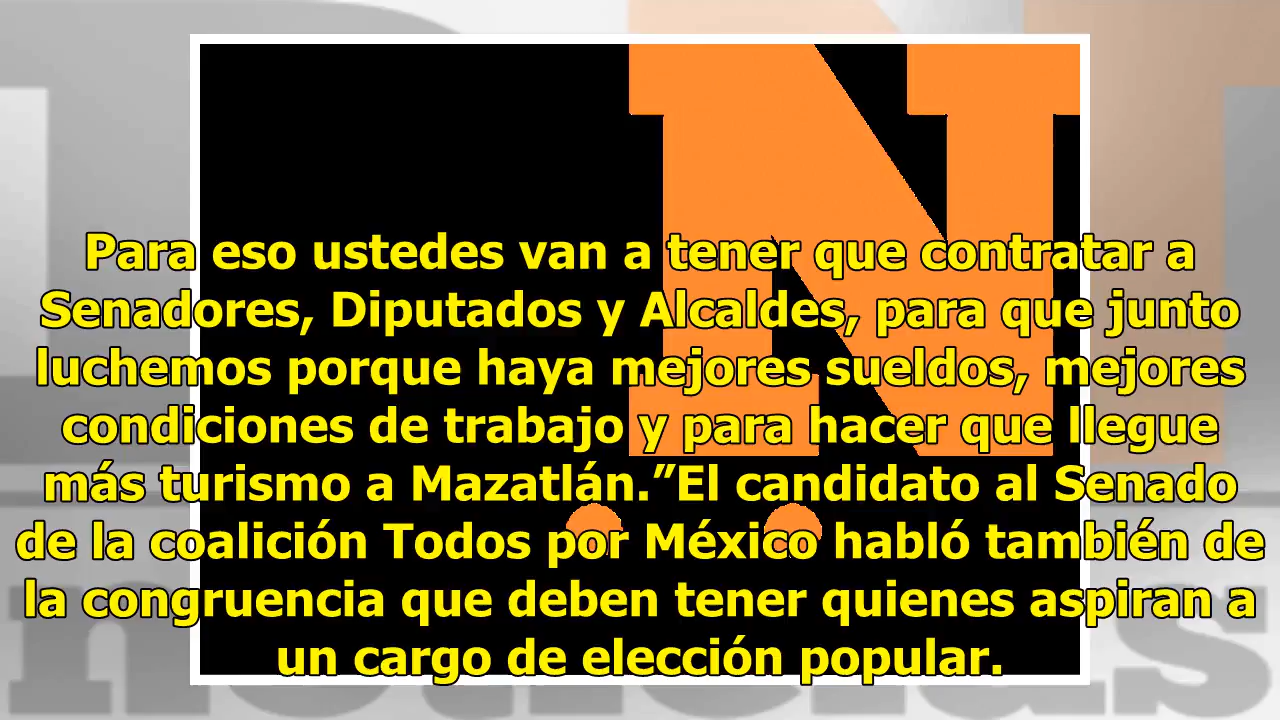 Para eso ustedes van a tener que contratar a
Senadores, Diputados y Alcaldes, para que junto
luchemos porque haya mejores sueldos, mejores
condiciones de trabajo y para hacer que llegue
más turismo a Mazatlán.”El candidato al Senado
de la coalición Todos por México habló también de
la congruencia que deben tener quienes aspiran a
un cargo de elección popular.